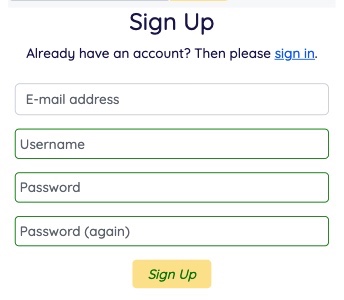 Sign Up
Already have an account? Then please sign in.
E-mail address
Username
Password
Password (again)
Sign Up